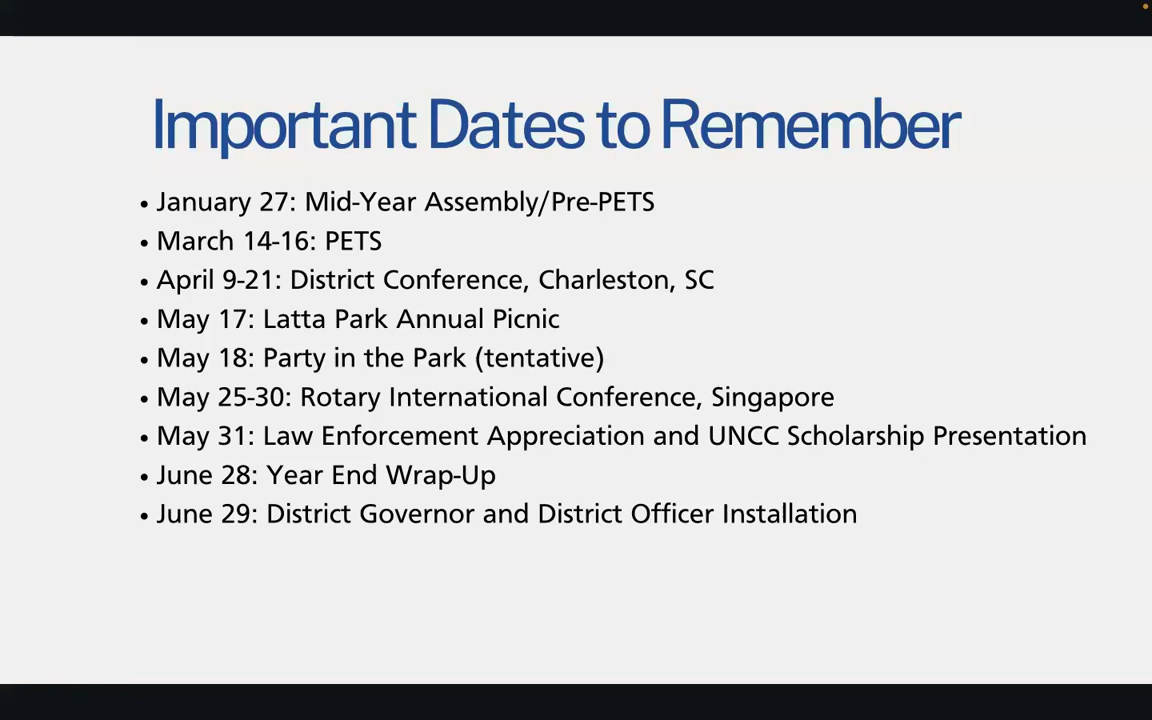 Important Dates to Remember
• January 27: Mid-Year Assembly/Pre-PETS
• March 14-16: PETS
• April 9-21: District Conference, Charleston, SC
• May 17: Latta Park Annual Picnic
• May 18: Party in the Park (tentative)
• May 25-30: Rotary International Conference, Singapore
• May 31: Law Enforcement Appreciation and UNCC Scholarship Presentation
• June 28: Year End Wrap-Up
• June 29: District Governor and District Officer Installation